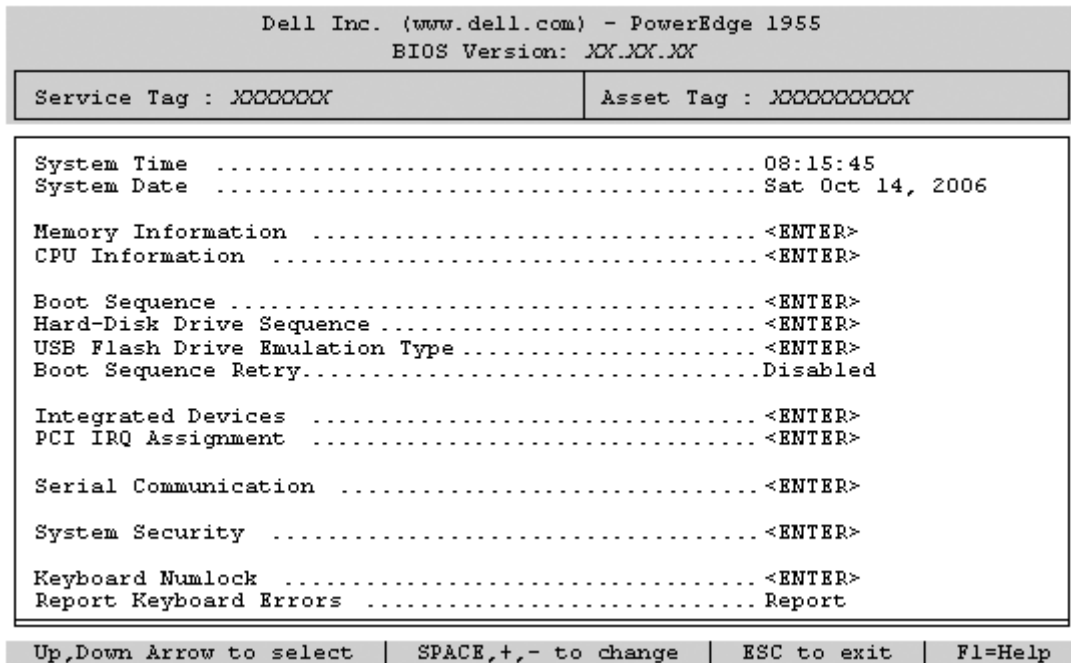 Dell Inc. (www.dell.com) - PowerEdge 1955
BIOS Version: XX.XX.XX
Service Tag : XXXXXXX Asset Tag : XXXXXXXXXX
System Time ........................................ 08:15:45
System Date ........................................ Sat Oct 14, 2006
Memory Information ................................. <ENTER>
CPU Information .................................... <ENTER>
Boot Sequence ....................................... <ENTER>
Hard-Disk Drive Sequence ............................ <ENTER>
USB Flash Drive Emulation Type ...................... <ENTER>
Boot Sequence Retry.................................. Disabled
Integrated Devices ................................. <ENTER>
PCI IRQ Assignment ................................. <ENTER>
Serial Communication ............................... <ENTER>
System Security .................................... <ENTER>
Keyboard Numlock ................................... <ENTER>
Report Keyboard Errors ............................. Report
Up,Down Arrow to select | SPACE,+,- to change | ESC to exit | F1=Help